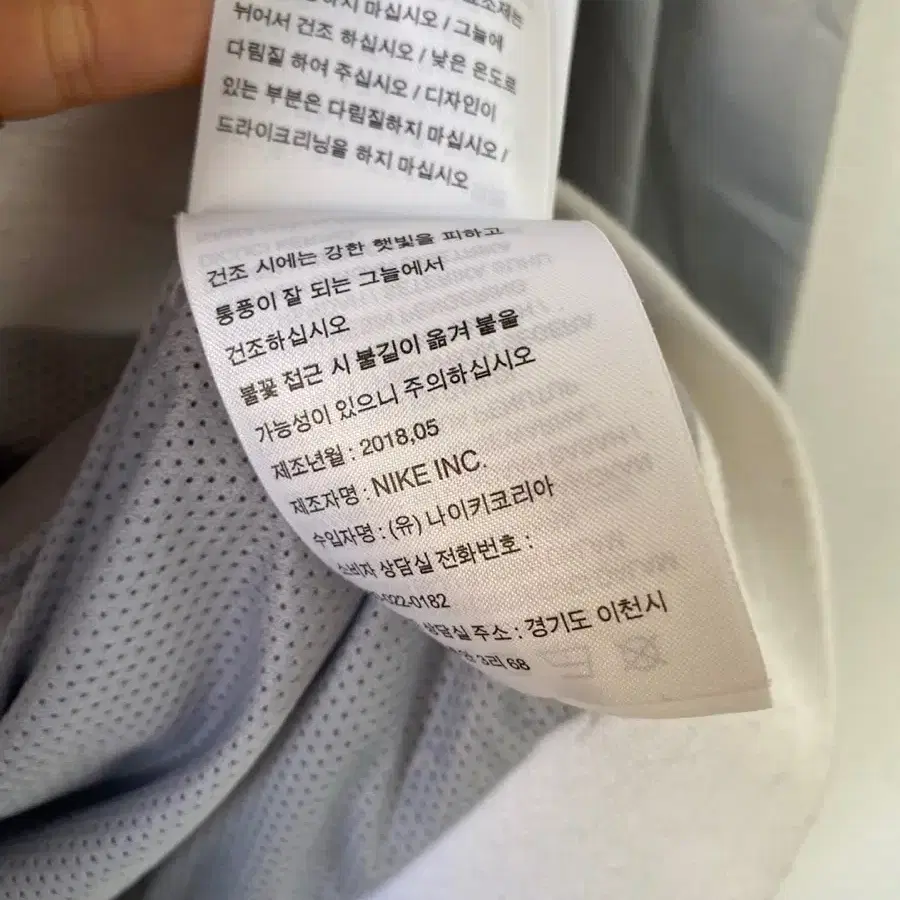 하지 마십시오 / 그늘에
뉘어서 건조 하십시오 / 낮은 온도로
다림질 하여 주십시오 / 디자인이
있는 부분은 다림질하지 마십시오 /
드라이크리닝을 하지 마십시오
건조 시에는 강한 햇빛을 피하고
통풍이 잘 되는 그늘에서
건조하십시오
불꽃 접근 시 불길이 옮겨 붙을
가능성이 있으니 주의하십시오
제조년월 : 2018,05
제조자명 : NIKE INC.
수입자명 : (유) 나이키코리아
소비자 상담실 전화번호 :
-022-0182
상담실 주소 : 경기도 이천시
3리 68